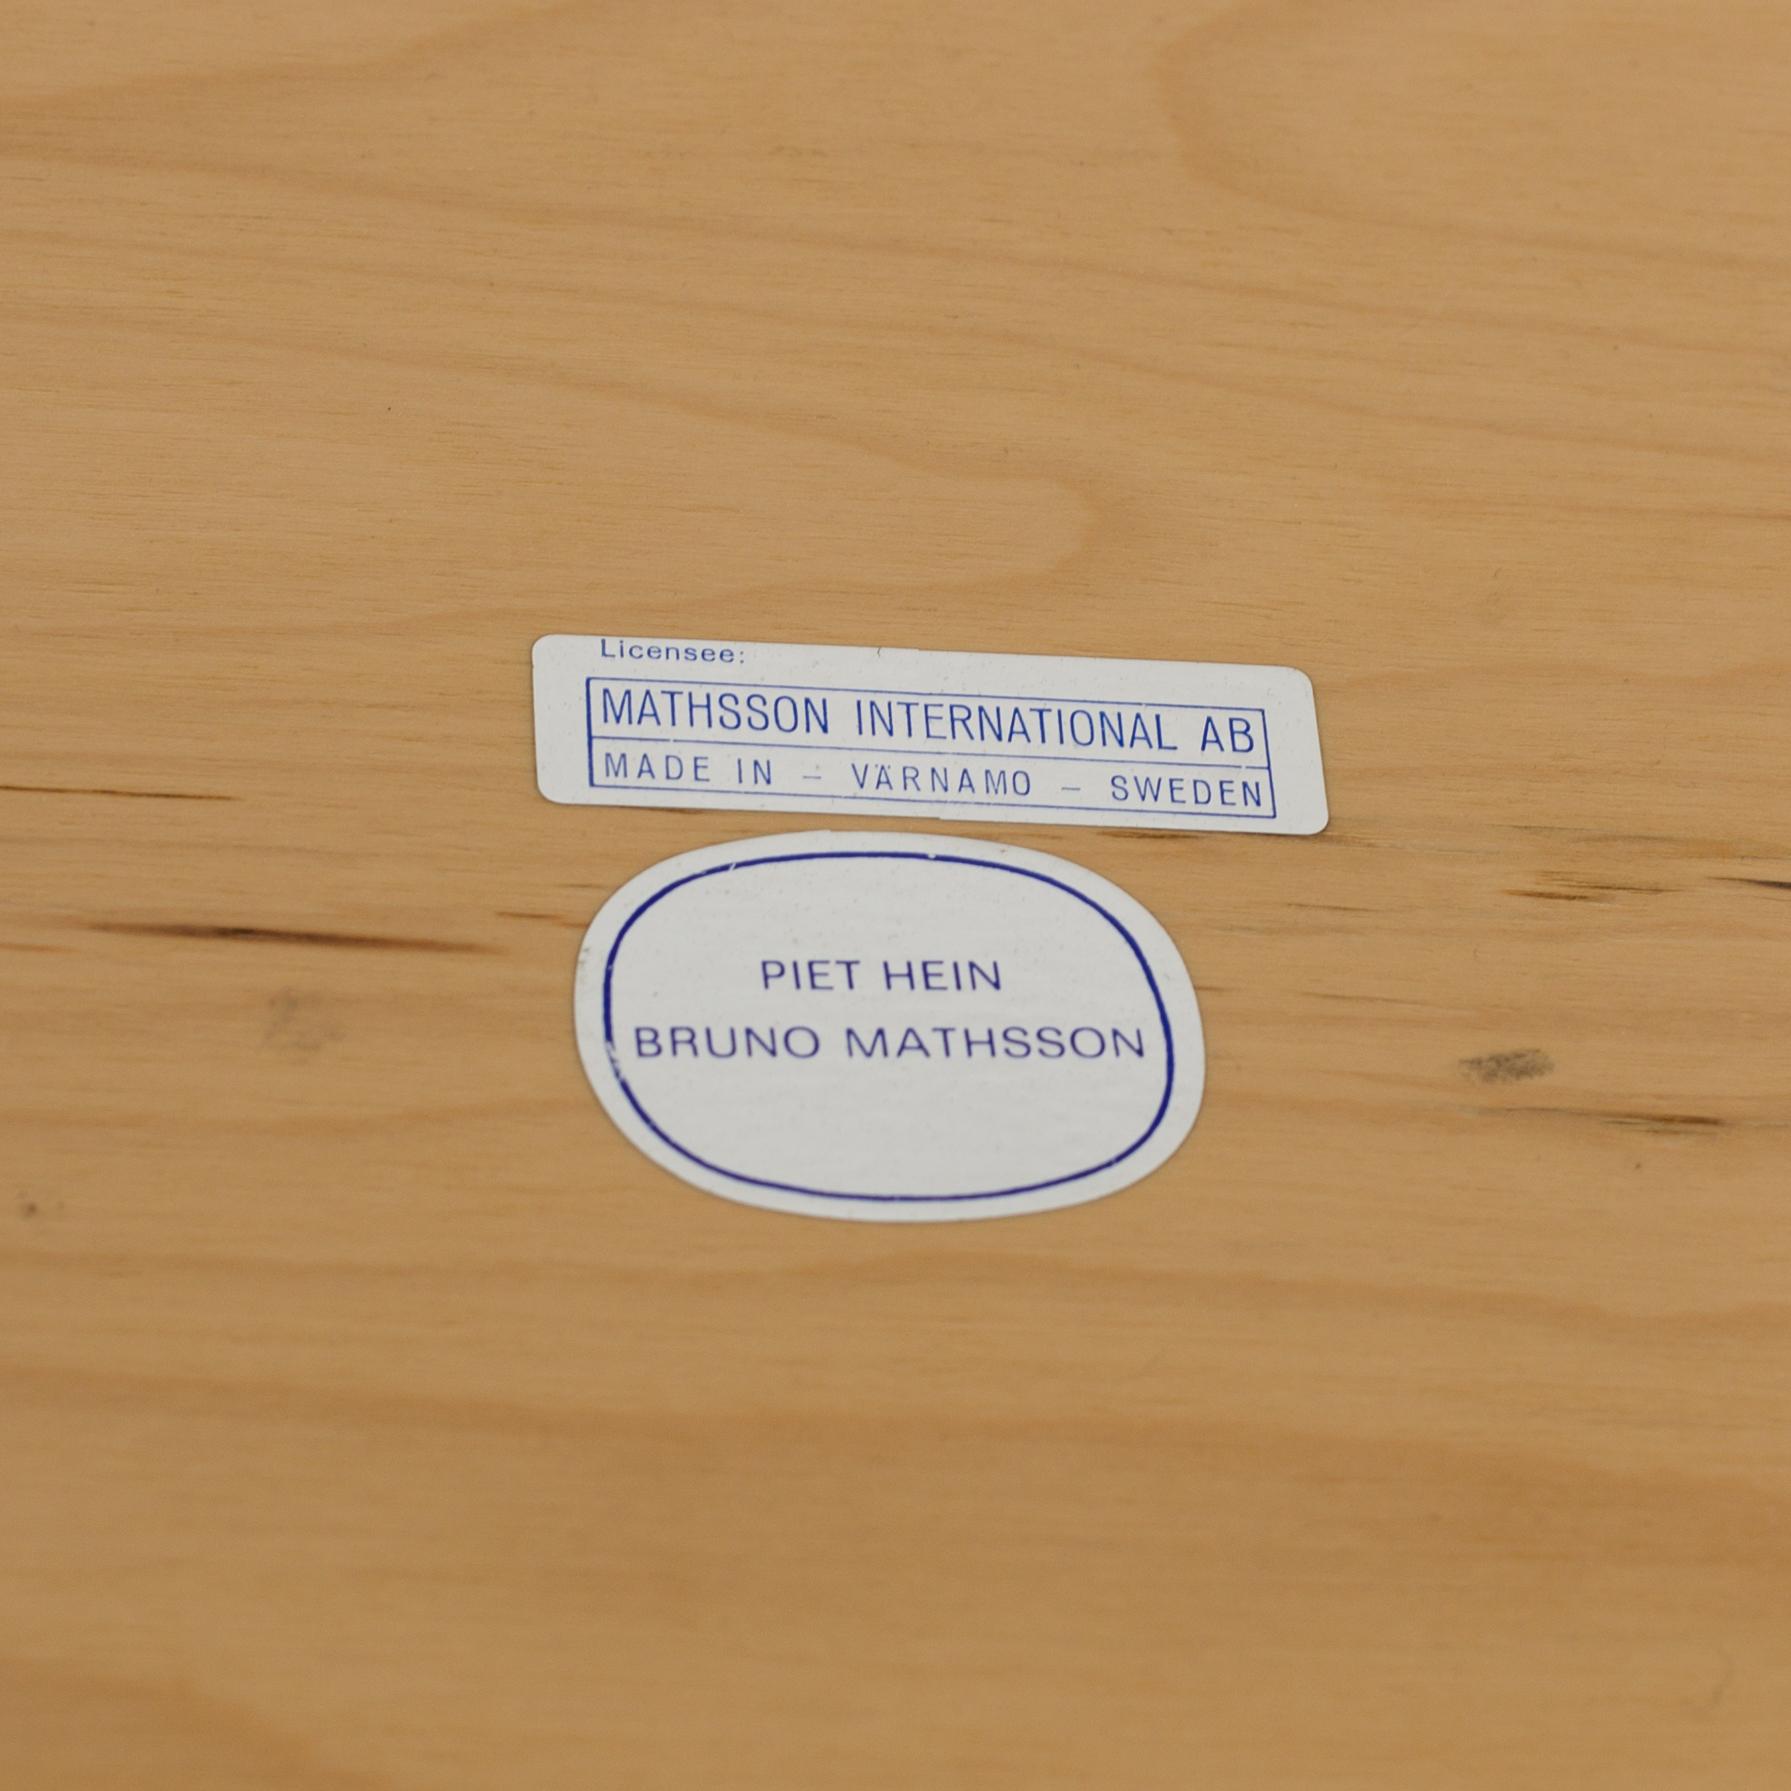 Licensee:
MATHSSON INTERNATIONAL AB
MADE IN – VÄRNAMO – SWEDEN
PIET HEIN
BRUNO MATHSSON